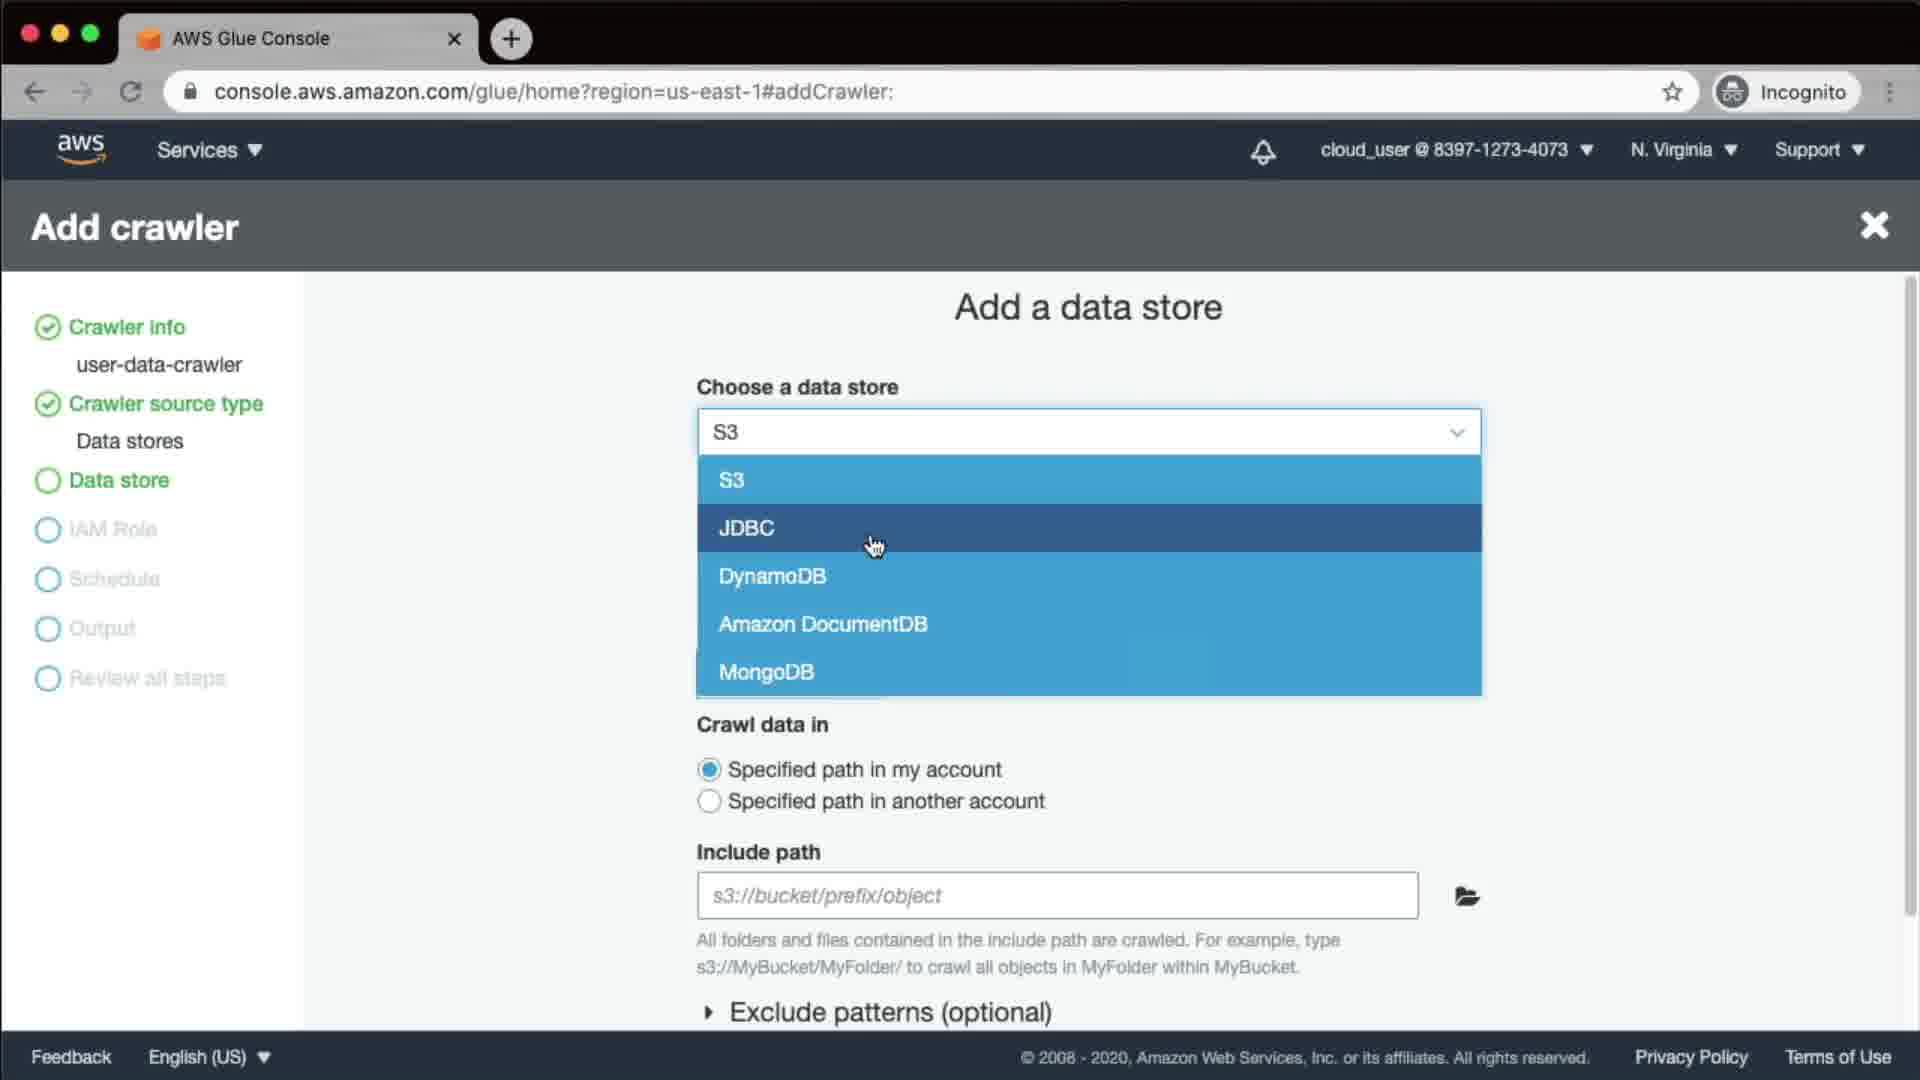 AWS Glue Console
console.aws.amazon.com/glue/home?region=us-east-1#addCrawler:
Incognito
aws
Services
cloud_user @ 8397-1273-4073
N. Virginia
Support
Add crawler
Crawler info
user-data-crawler
Crawler source type
Data stores
Data store
IAM Role
Schedule
Output
Review all steps
Add a data store
Choose a data store
S3
S3
JDBC
DynamoDB
Amazon DocumentDB
MongoDB
Crawl data in
Specified path in my account
Specified path in another account
Include path
s3://bucket/prefix/object
All folders and files contained in the include path are crawled. For example, type
s3://MyBucket/MyFolder/ to crawl all objects in MyFolder within MyBucket.
Exclude patterns (optional)
Feedback
English (US)
© 2008 - 2020, Amazon Web Services, Inc. or its affiliates. All rights reserved.
Privacy Policy
Terms of Use